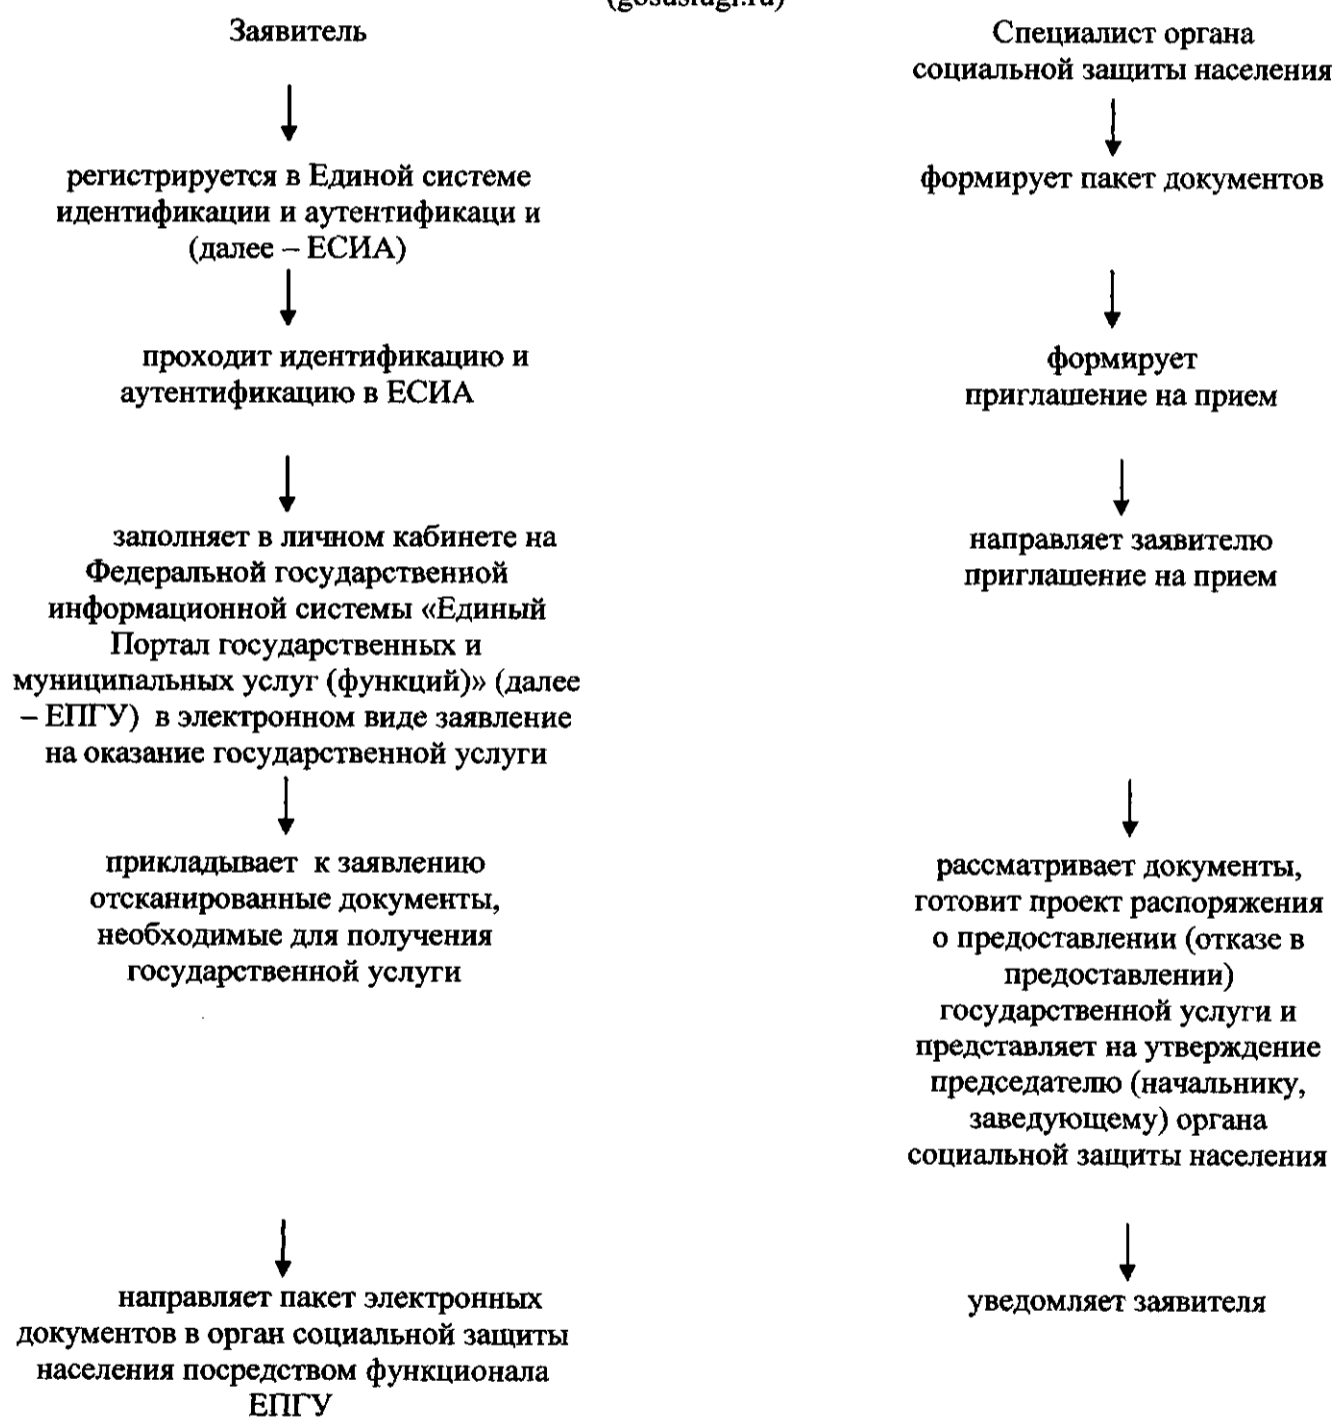 (gosuslugi.ru)
Заявитель
регистрируется в Единой системе
идентификации и аутентификаци и
(далее – ЕСИА)
проходит идентификацию и
аутентификацию в ЕСИА
заполняет в личном кабинете на
Федеральной государственной
информационной системы «Единый
Портал государственных и
муниципальных услуг (функций)» (далее
– ЕПГУ) в электронном виде заявление
на оказание государственной услуги
прикладывает к заявлению
отсканированные документы,
необходимые для получения
государственной услуги
направляет пакет электронных
документов в орган социальной защиты
населения посредством функционала
ЕПГУ
Специалист органа
социальной защиты населения
формирует пакет документов
формирует
приглашение на прием
направляет заявителю
приглашение на прием
рассматривает документы,
готовит проект распоряжения
о предоставлении (отказе в
предоставлении)
государственной услуги и
представляет на утверждение
председателю (начальнику,
заведующему) органа
социальной защиты населения
уведомляет заявителя